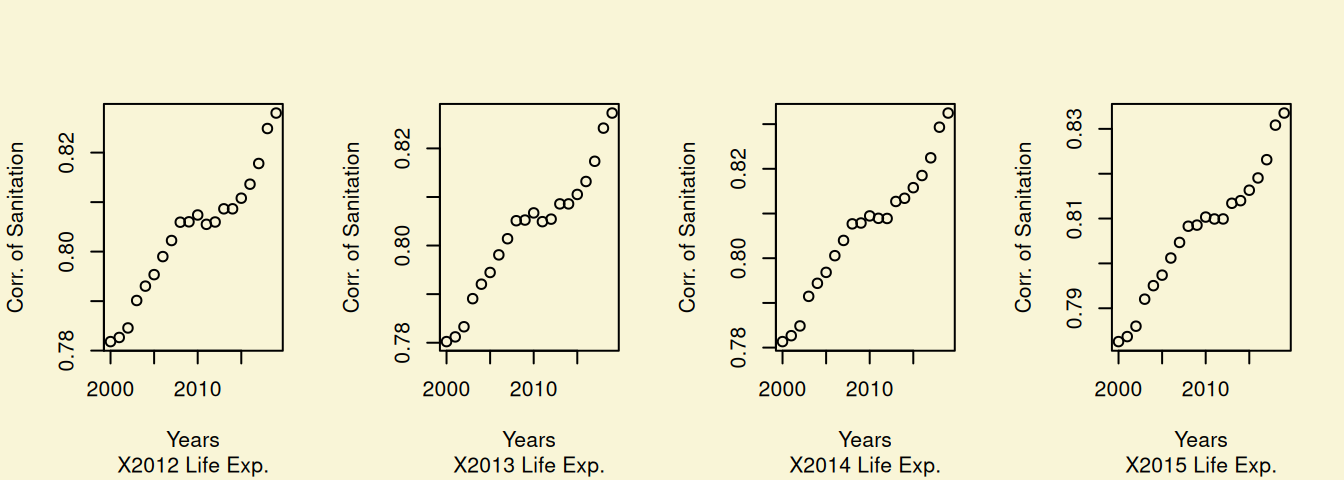 Corr. of Sanitation
0.78 0.80 0.82
2000 2010
Years
X2012 Life Exp.
Corr. of Sanitation
0.78 0.80 0.82
2000 2010
Years
X2013 Life Exp.
Corr. of Sanitation
0.78 0.80 0.82
2000 2010
Years
X2014 Life Exp.
Corr. of Sanitation
0.79 0.81 0.83
2000 2010
Years
X2015 Life Exp.